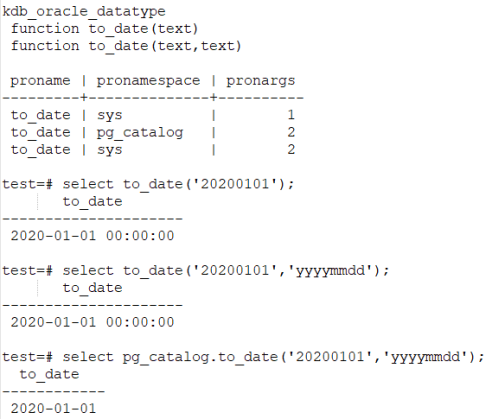 kdb_oracle_datatype
 function to_date(text)
 function to_date(text,text)
 proname | pronamespace | pronargs
---------+--------------+----------
 to_date | sys          |        1
 to_date | pg_catalog   |        2
 to_date | sys          |        2
test=# select to_date('20200101');
       to_date
---------------------
 2020-01-01 00:00:00
test=# select to_date('20200101','yyyymmdd');
       to_date
---------------------
 2020-01-01 00:00:00
test=# select pg_catalog.to_date('20200101','yyyymmdd');
  to_date
------------
 2020-01-01